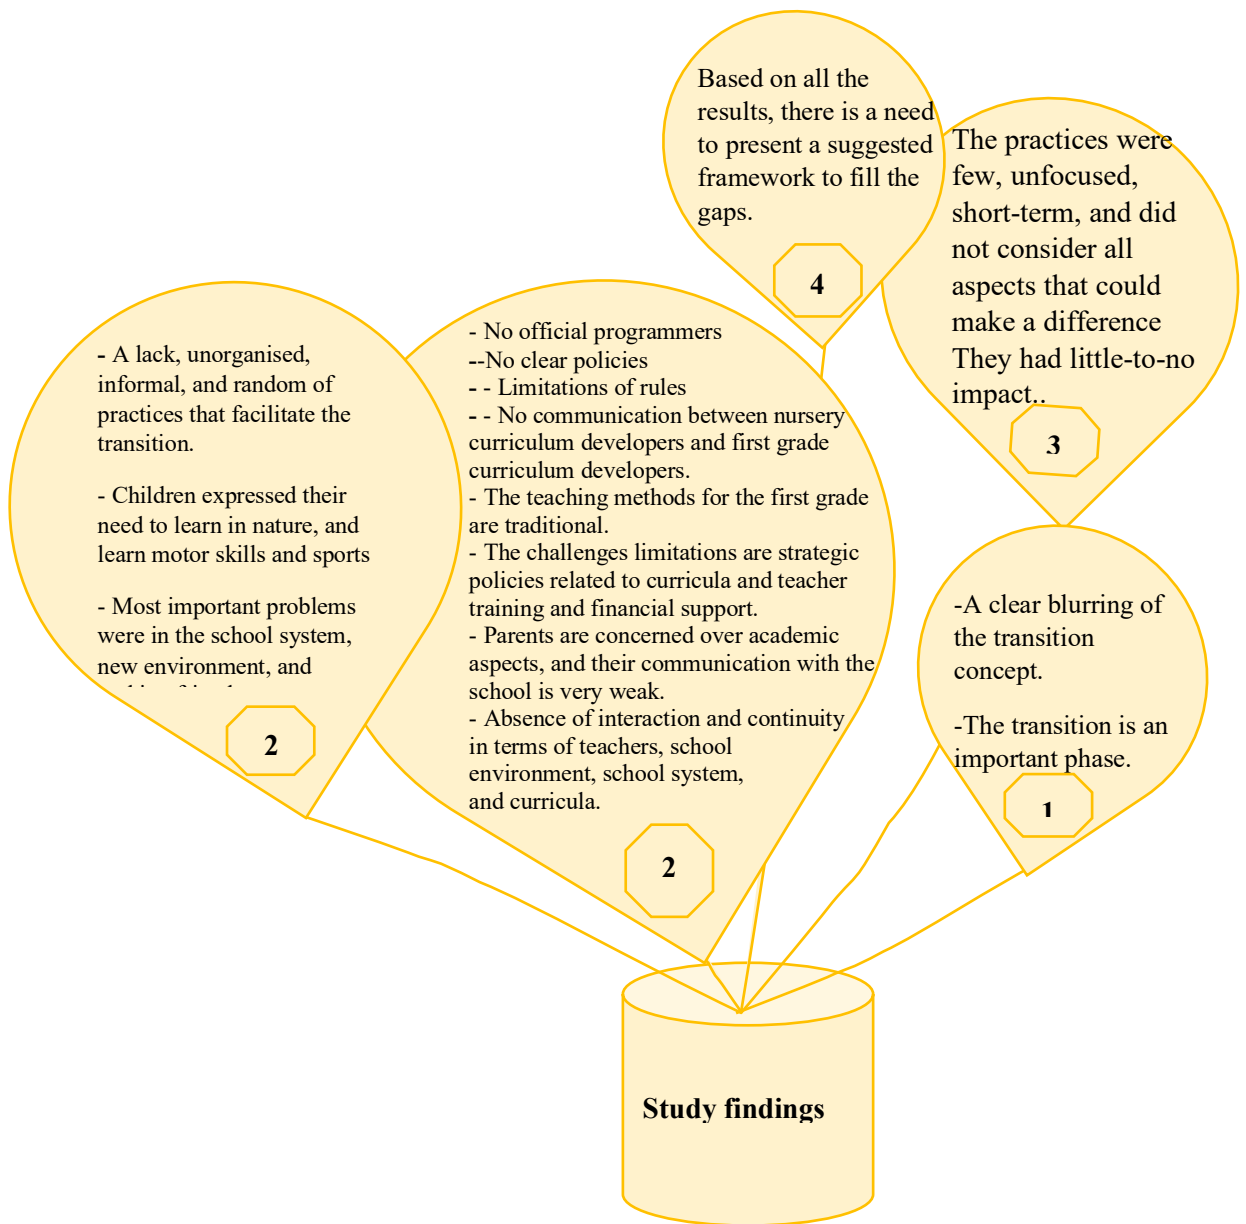 Based on all the
results, there is a need
to present a suggested
framework to fill the
gaps.
4
The practices were
few, unfocused,
short-term, and did
not consider all
aspects that could
make a difference
They had little-to-no
impact..
3
- A lack, unorganised,
informal, and random of
practices that facilitate the
transition.
- Children expressed their
need to learn in nature, and
learn motor skills and sports
- Most important problems
were in the school system,
new environment, and
2
- No official programmers
--No clear policies
- - Limitations of rules
- - No communication between nursery
curriculum developers and first grade
curriculum developers.
- The teaching methods for the first grade
are traditional.
- The challenges limitations are strategic
policies related to curricula and teacher
training and financial support.
- Parents are concerned over academic
aspects, and their communication with the
school is very weak.
- Absence of interaction and continuity
in terms of teachers, school
environment, school system,
and curricula.
2
-A clear blurring of
the transition
concept.
-The transition is an
important phase.
1
Study findings